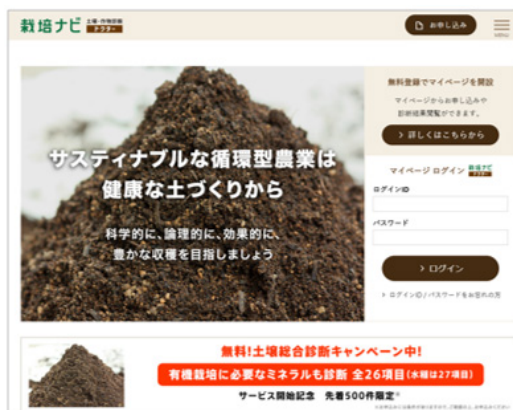 栽培ナビ 土壌・作物診断
ドクター
お申し込み
MENU
サスティナブルな循環型農業は
健康な土づくりから
科学的に、論理的に、効果的に、
豊かな収穫を目指しましょう
無料登録でマイページを開設
マイページからお申し込みや
診断結果閲覧ができます。
> 詳しくはこちらから
マイページ ログイン 栽培ナビ
ドクター
ログインID
パスワード
> ログイン
> ログインID/パスワードをお忘れの方
無料!土壌総合診断キャンペーン中!
有機栽培に必要なミネラルも診断 全26項目(水稲は27項目)
サービス開始記念 先着500件限定※